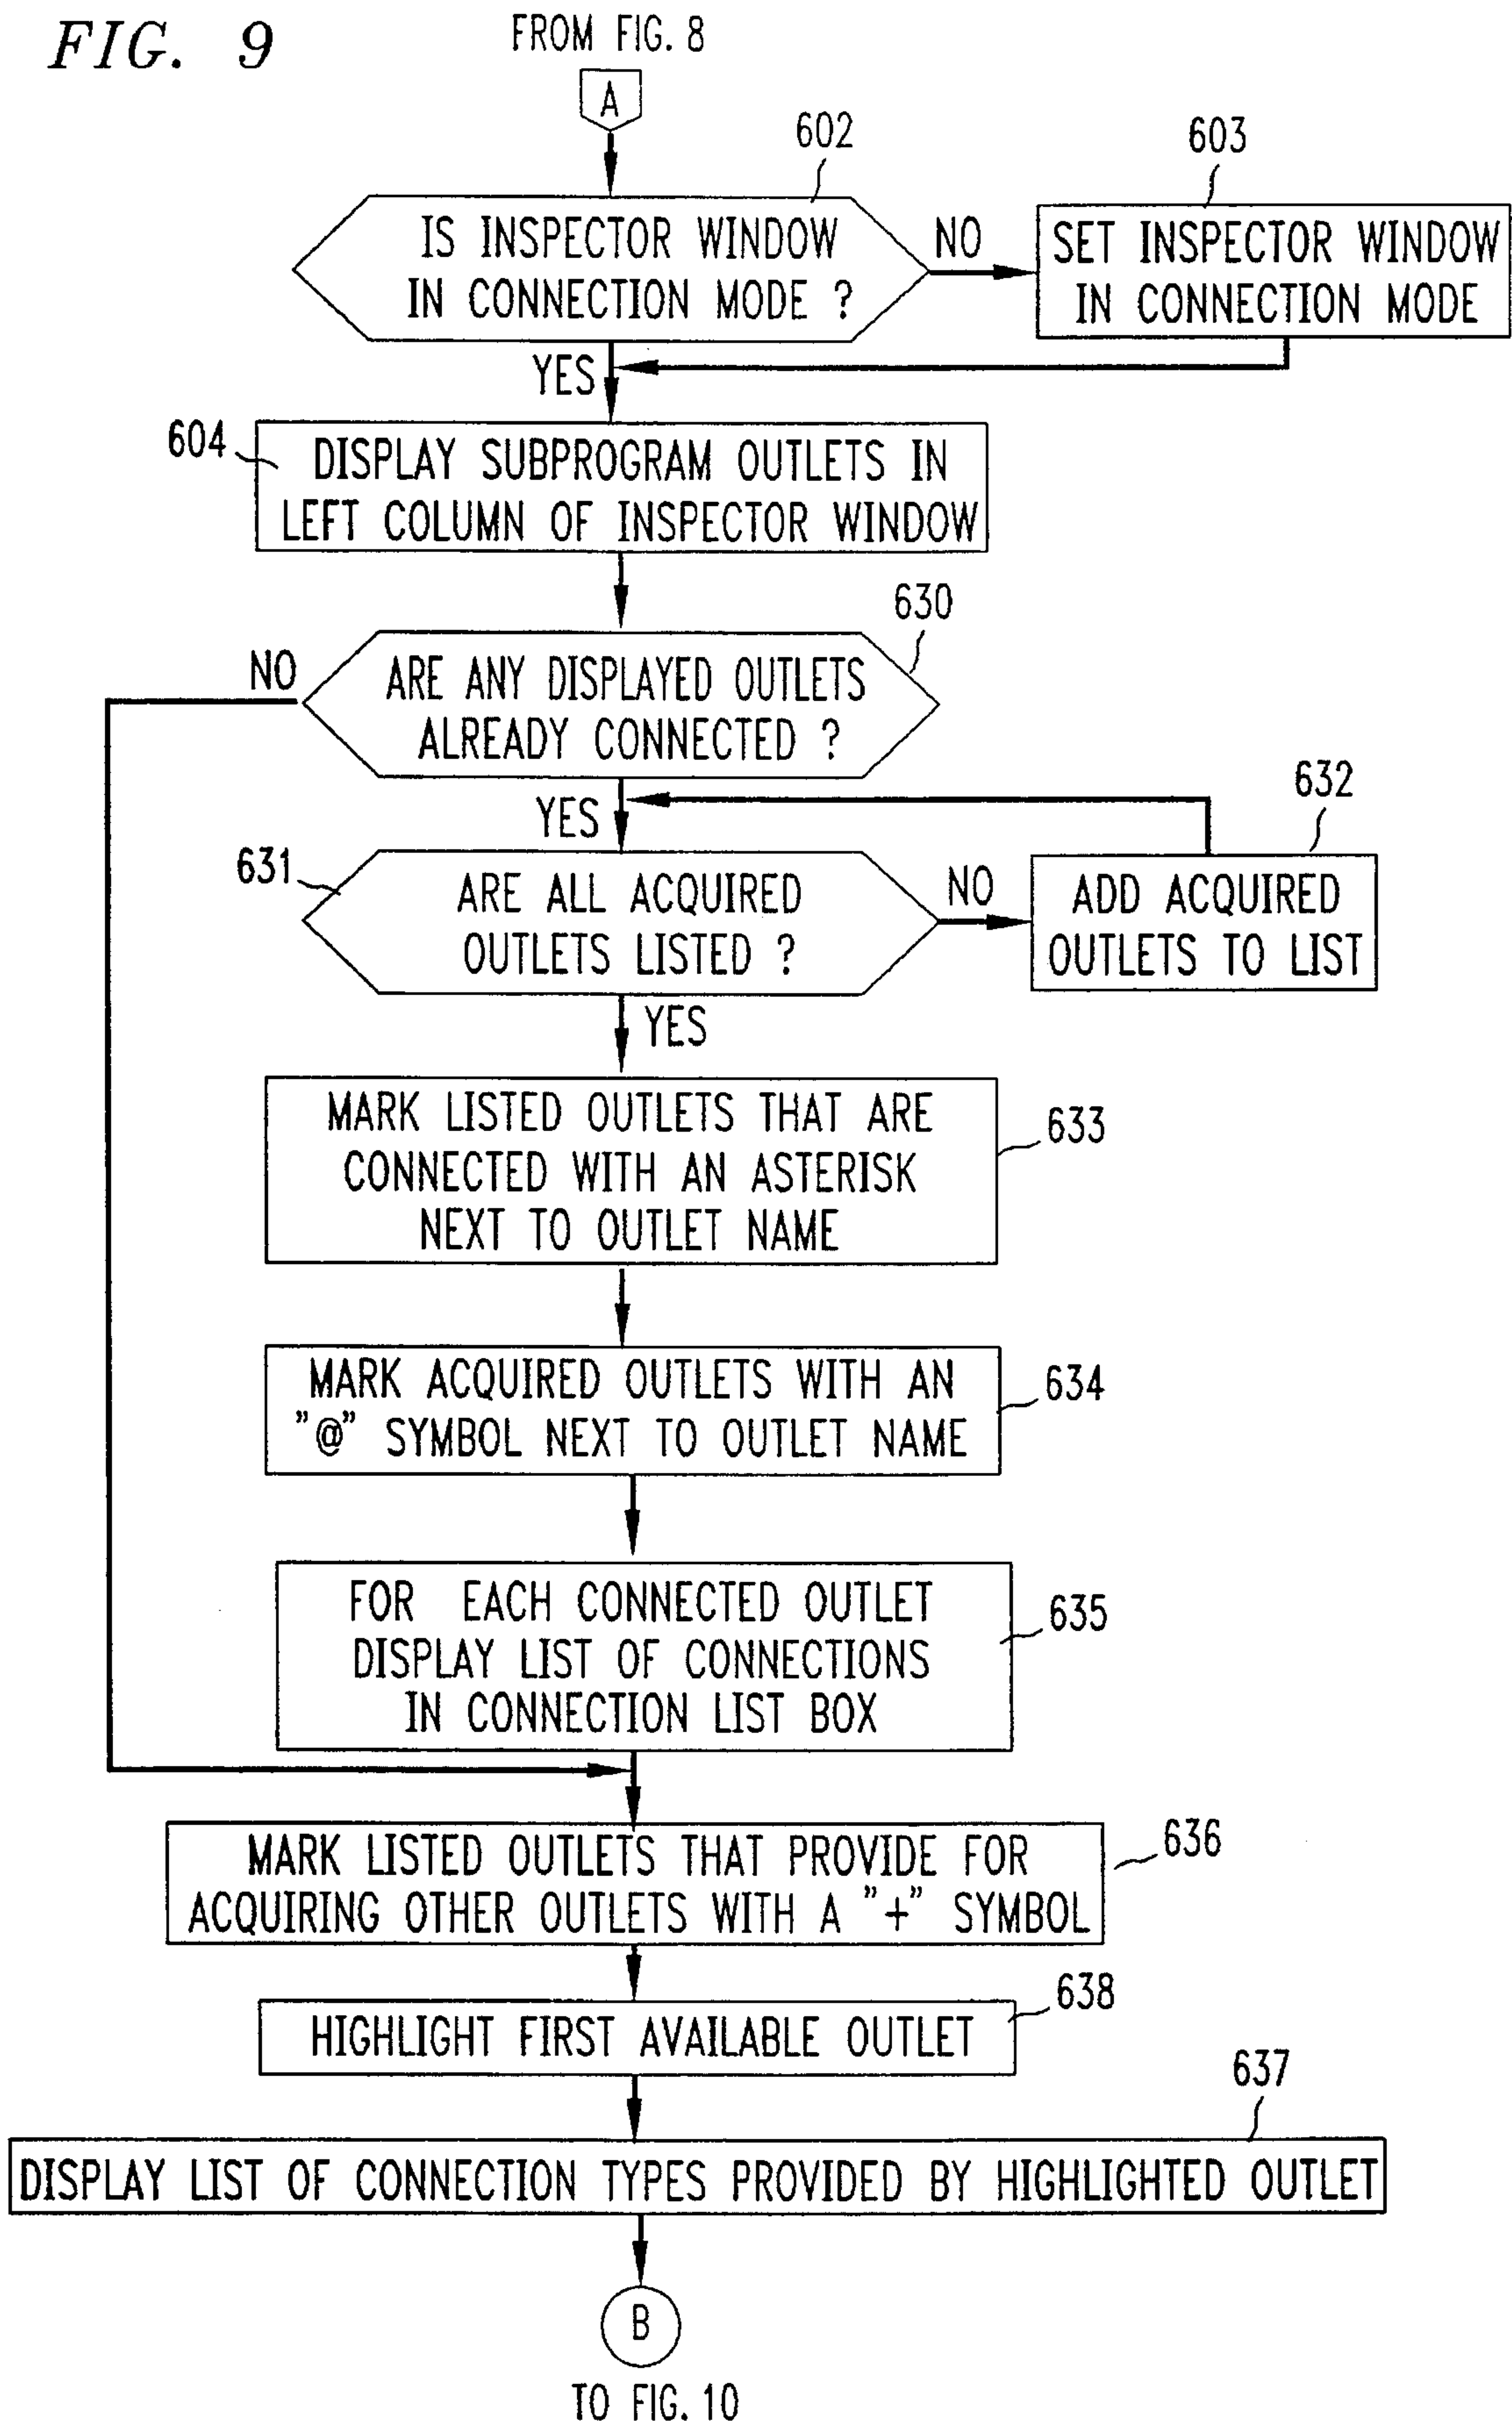 FIG. 9
FROM FIG. 8
A
602
603
IS INSPECTOR WINDOW
IN CONNECTION MODE ?
NO
SET INSPECTOR WINDOW
IN CONNECTION MODE
YES
604
DISPLAY SUBPROGRAM OUTLETS IN
LEFT COLUMN OF INSPECTOR WINDOW
630
NO
ARE ANY DISPLAYED OUTLETS
ALREADY CONNECTED ?
632
YES
631
ARE ALL ACQUIRED
OUTLETS LISTED ?
NO
ADD ACQUIRED
OUTLETS TO LIST
YES
MARK LISTED OUTLETS THAT ARE
CONNECTED WITH AN ASTERISK
NEXT TO OUTLET NAME
633
MARK ACQUIRED OUTLETS WITH AN
"@" SYMBOL NEXT TO OUTLET NAME
634
FOR EACH CONNECTED OUTLET
DISPLAY LIST OF CONNECTIONS
IN CONNECTION LIST BOX
635
MARK LISTED OUTLETS THAT PROVIDE FOR
ACQUIRING OTHER OUTLETS WITH A "+" SYMBOL
636
HIGHLIGHT FIRST AVAILABLE OUTLET
638
637
DISPLAY LIST OF CONNECTION TYPES PROVIDED BY HIGHLIGHTED OUTLET
B
TO FIG. 10